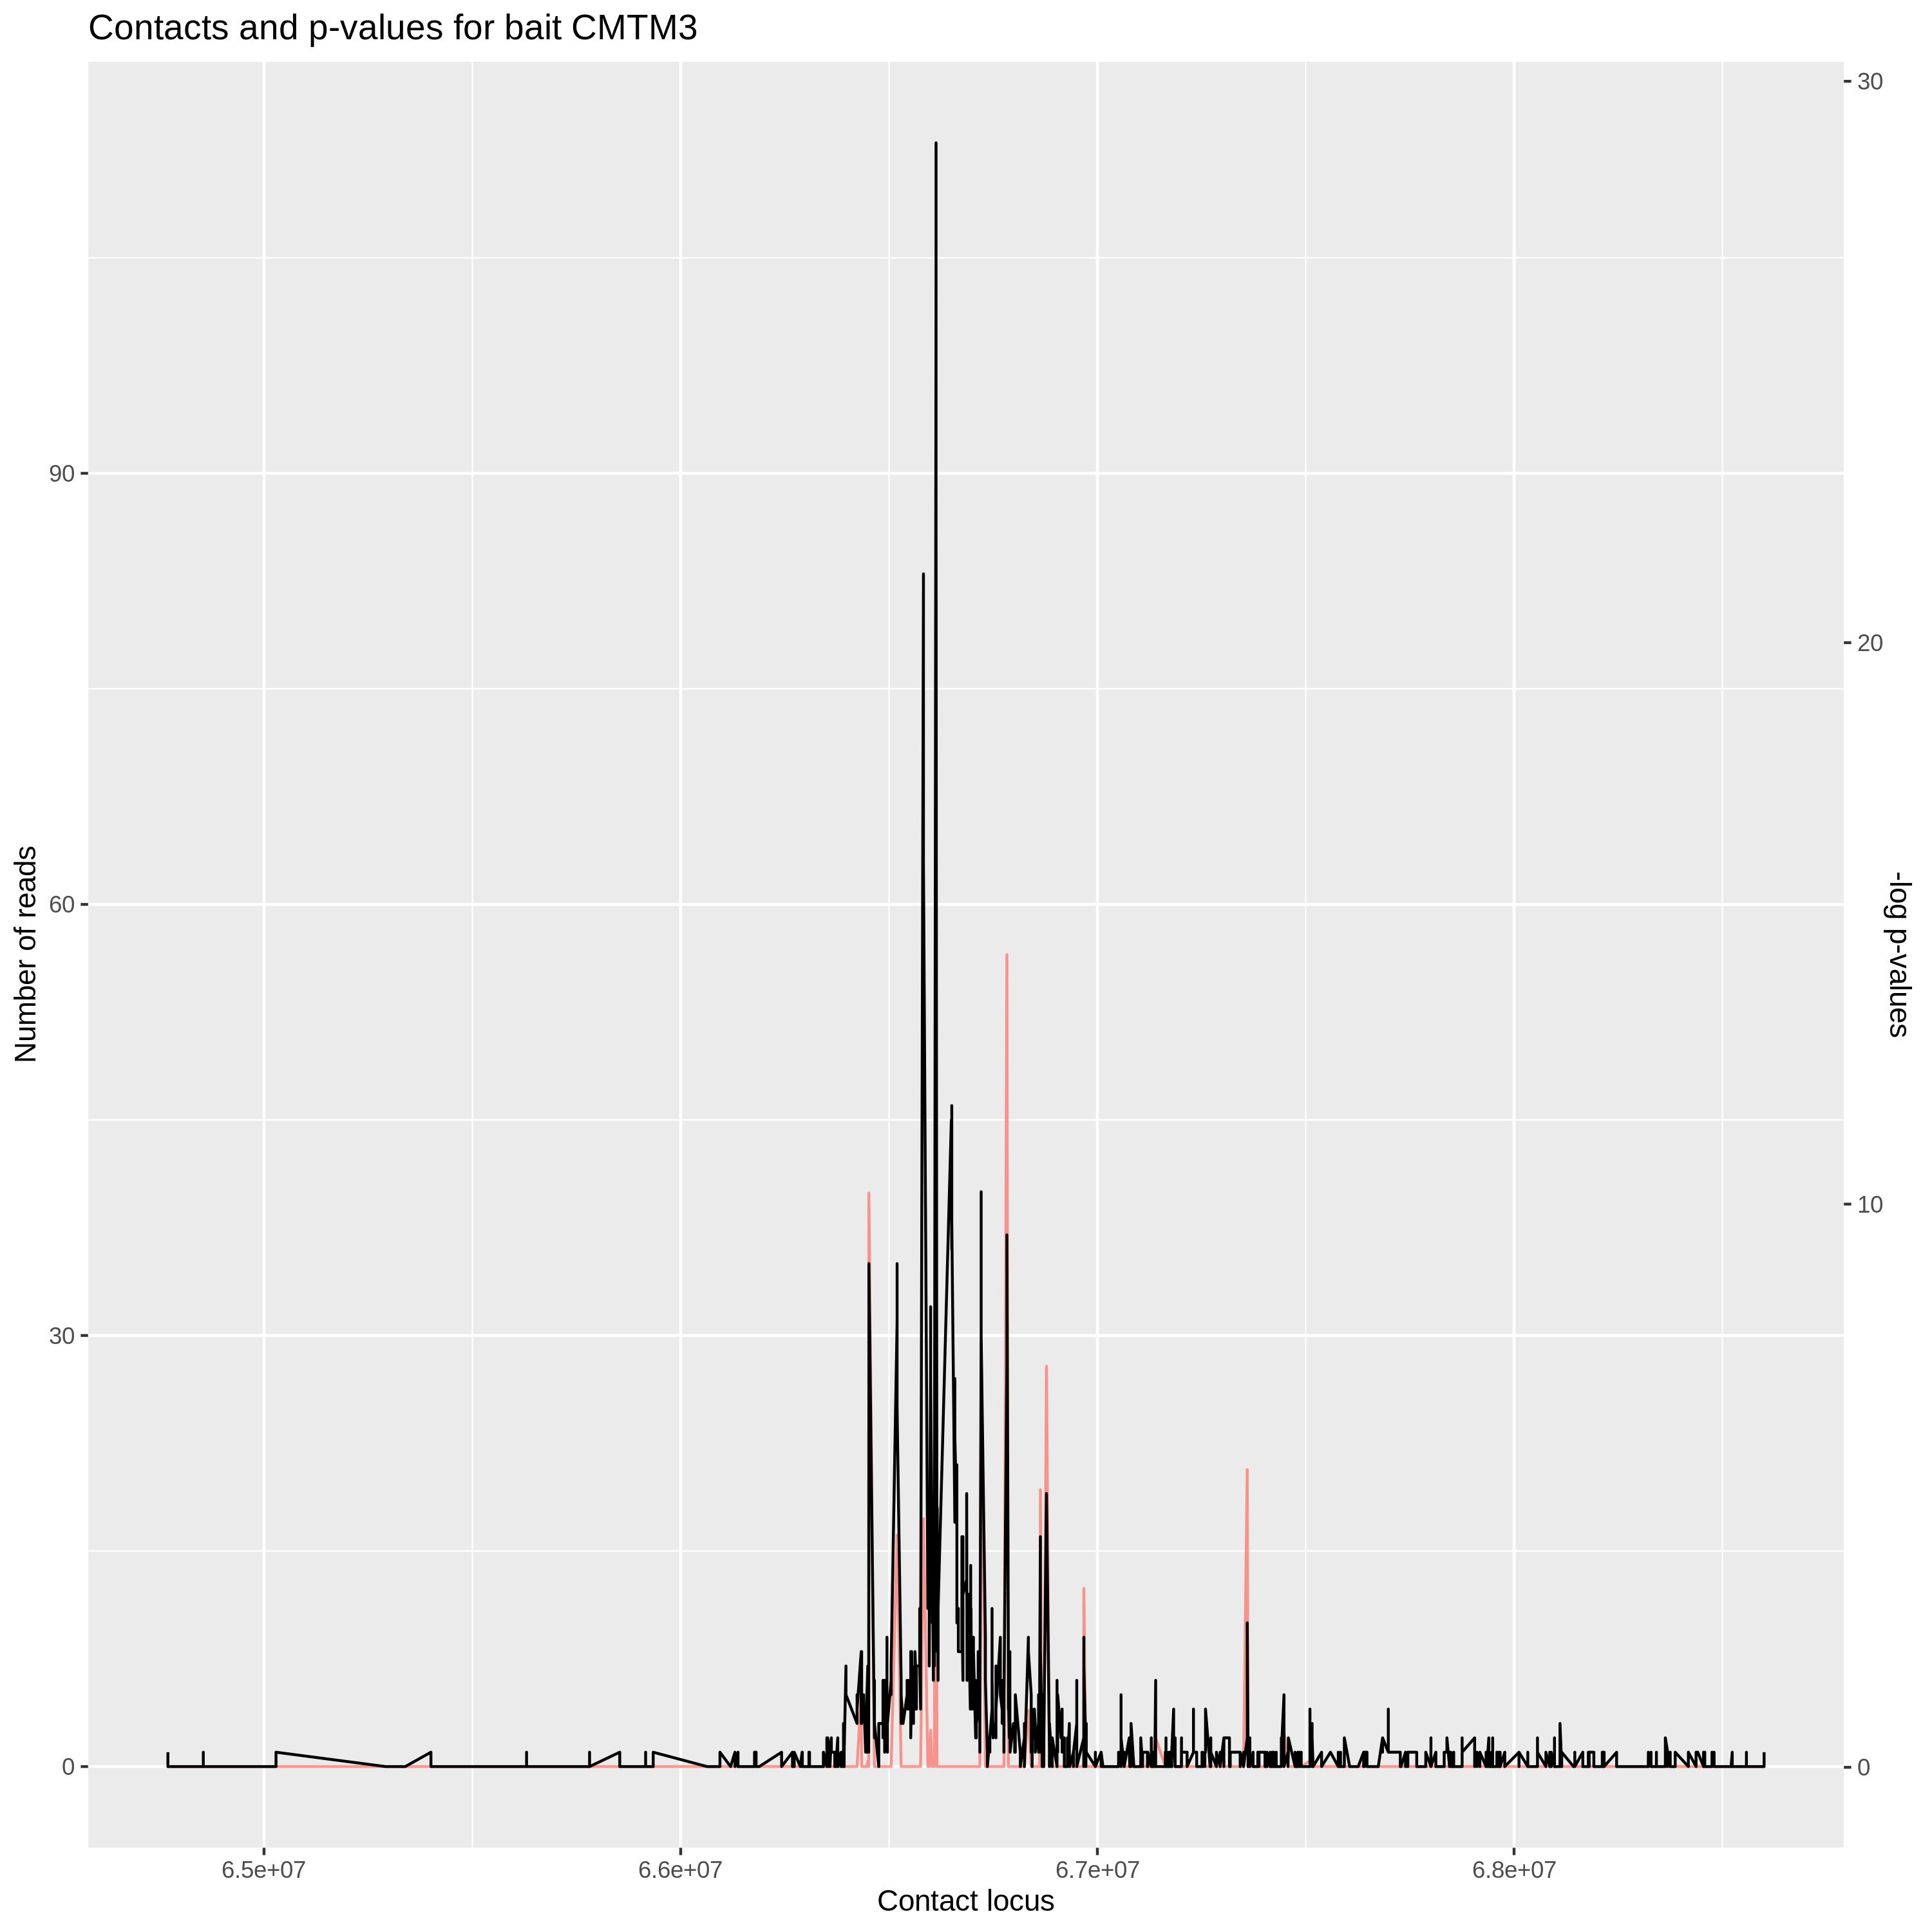 Contacts and p-values for bait CMTM3
30
90
20
60
Number of reads
-log p-values
10
30
0
0
6.5e+07
6.6e+07
6.7e+07
6.8e+07
Contact locus